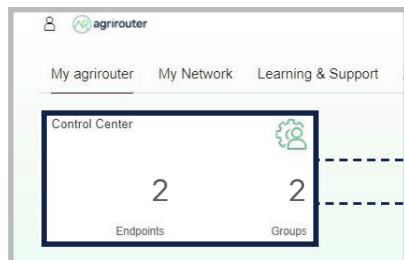 agrirouter
My agrirouter My Network Learning & Support
Control Center
2 2
Endpoints Groups